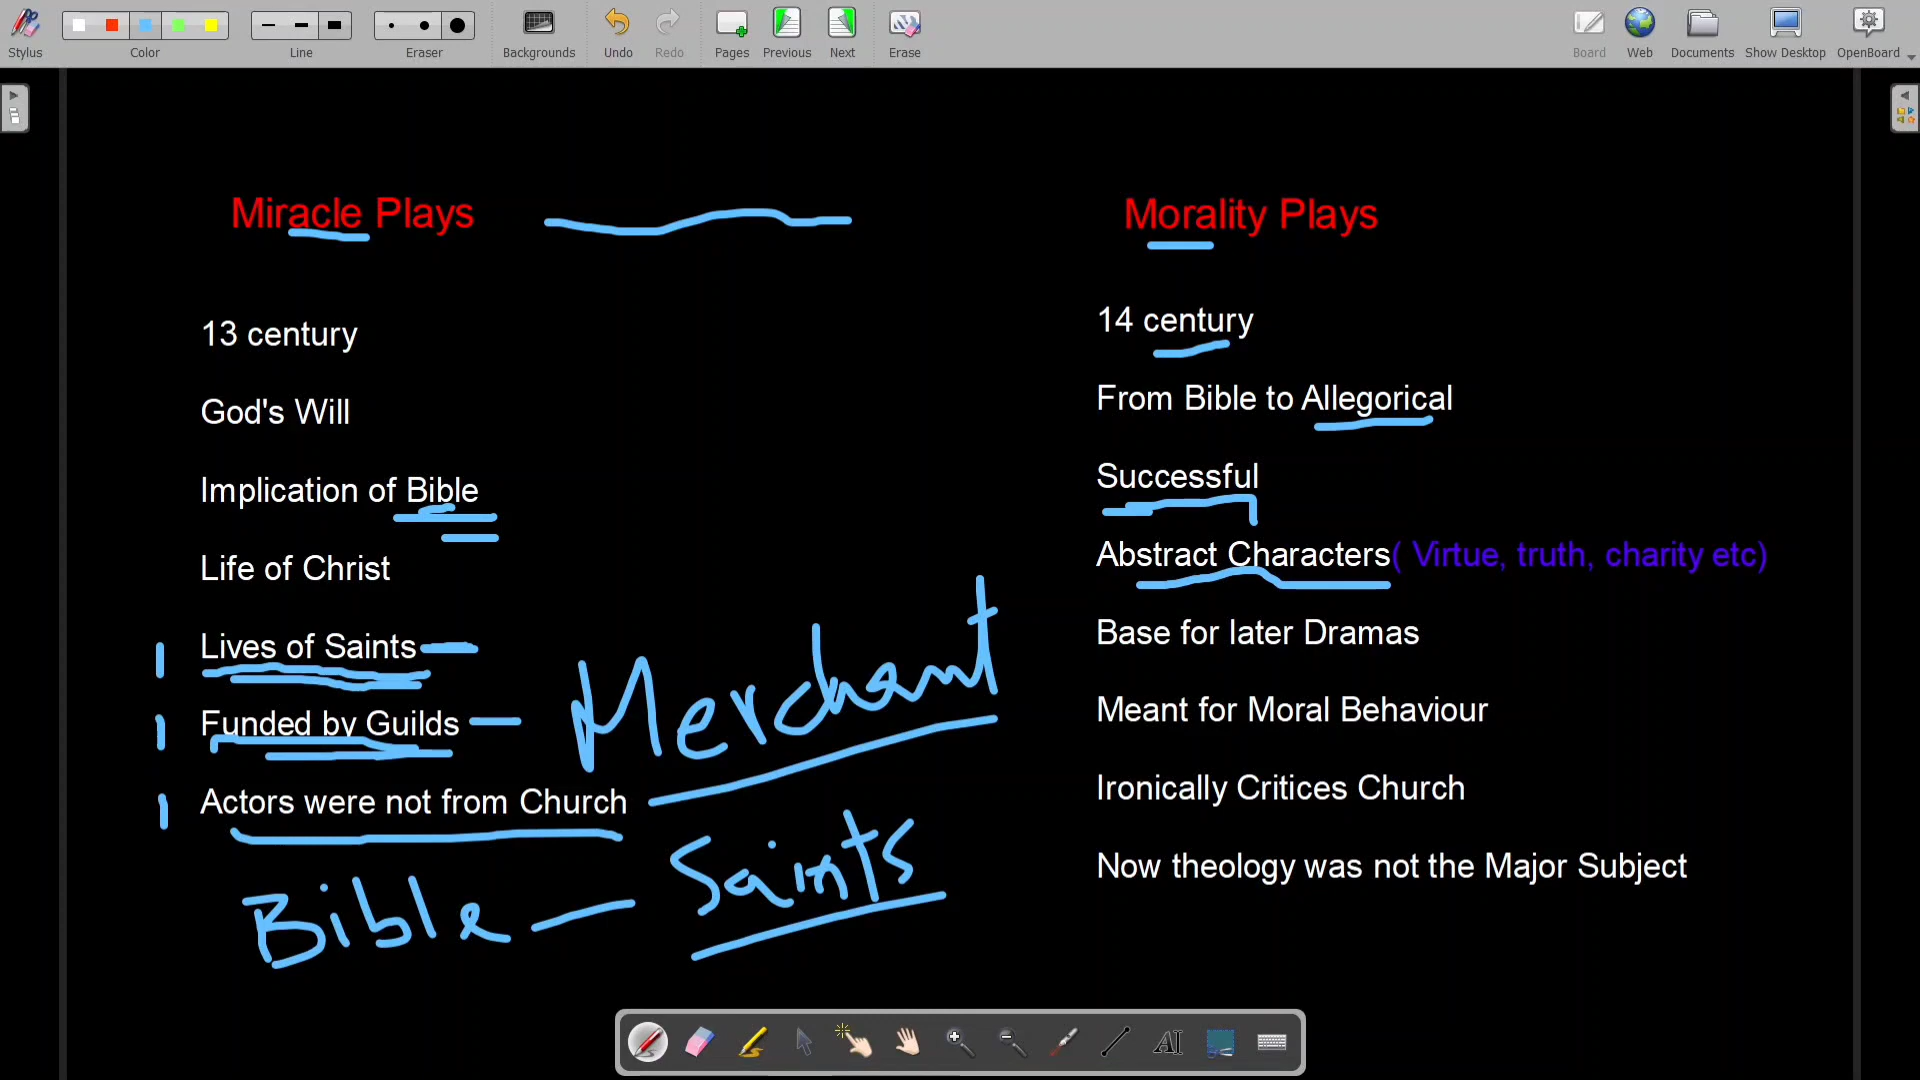 Stylus
Color
Line
Eraser
Backgrounds
Undo
Redo
Pages
Previous
Next
Erase
Board
Web
Documents
Show Desktop
OpenBoard
Miracle Plays
13 century
God's Will
Implication of Bible
Life of Christ
Lives of Saints
Funded by Guilds
Merchant
Actors were not from Church
Bible — Saints
Morality Plays
14 century
From Bible to Allegorical
Successful
Abstract Characters( Virtue, truth, charity etc)
Base for later Dramas
Meant for Moral Behaviour
Ironically Critices Church
Now theology was not the Major Subject
AI